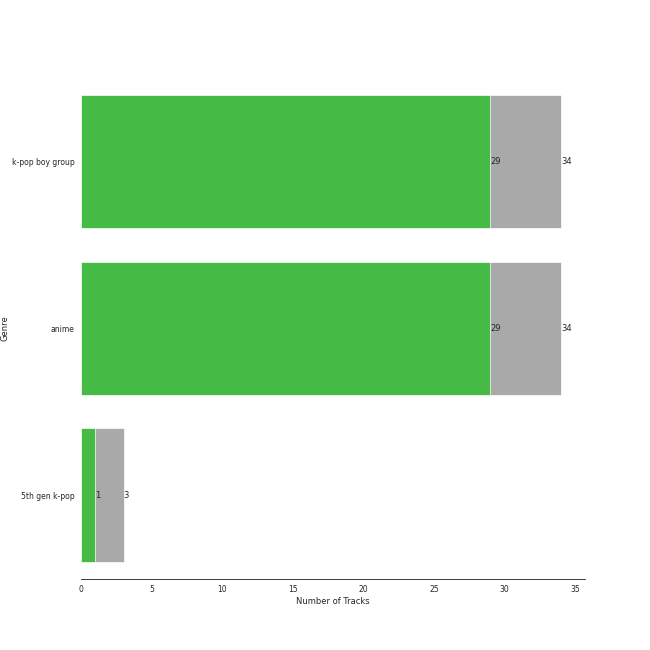 k-pop boy group
29
34
anime
29
34
5th gen k-pop
1
3
Genre
0 5 10 15 20 25 30 35
Number of Tracks